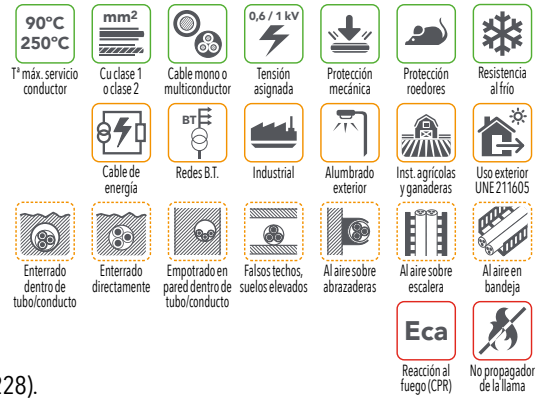 90°C
250°C
mm²
0,6 / 1 kV
Tª máx. servicio
conductor
Cu clase 1
o clase 2
Cable mono o
multiconductor
Tensión
asignada
Protección
mecánica
Protección
roedores
Resistencia
al frío
BT
Cable de
energía
Redes B.T.
Industrial
Alumbrado
exterior
Inst. agrícolas
y ganaderas
Uso exterior
UNE 211605
Enterrado
dentro de
tubo/conducto
Enterrado
directamente
Empotrado en
pared dentro de
tubo/conducto
Falsos techos,
suelos elevados
Al aire sobre
abrazaderas
Al aire sobre
escalera
Al aire en
bandeja
Eca
Reacción al
fuego (CPR)
No propagador
de la llama
228).